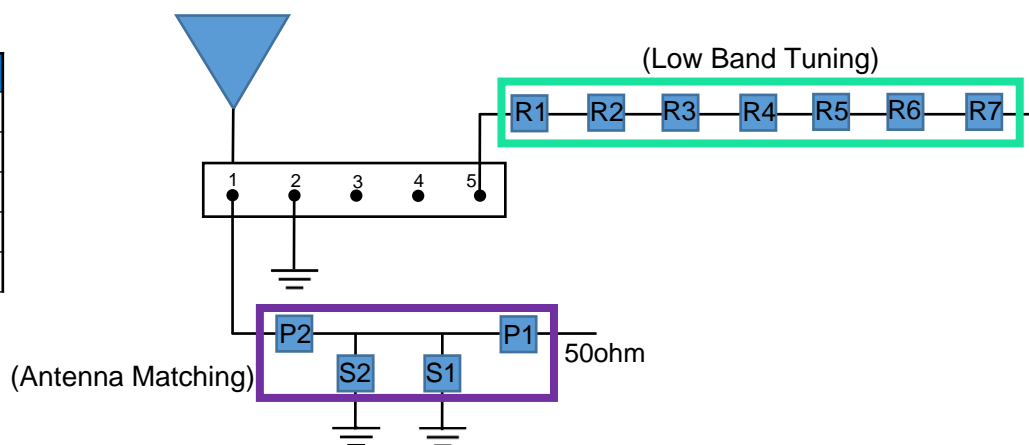 (Low Band Tuning)
R1 R2 R3 R4 R5 R6 R7
1 2 3 4 5
P2 P1
50ohm
(Antenna Matching)
S2 S1